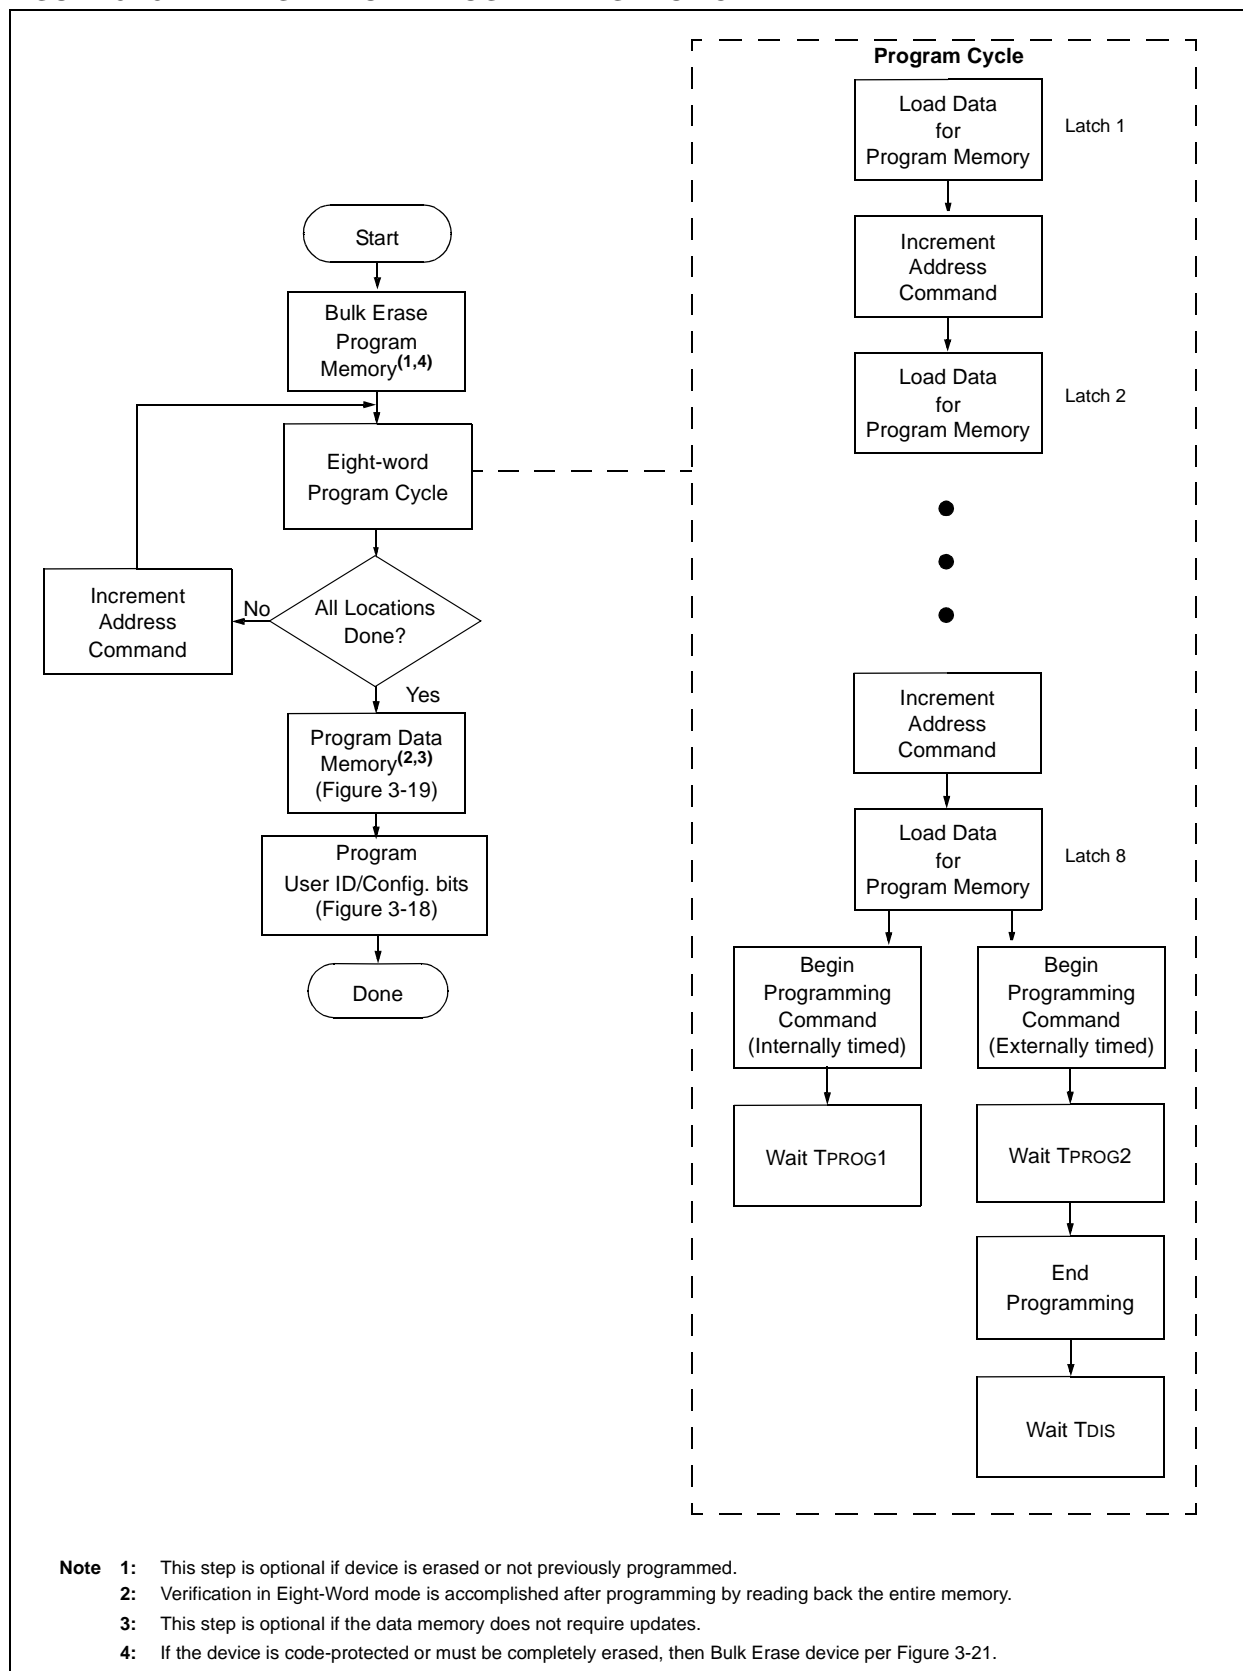 Program Cycle
Load Data
for
Program Memory
Latch 1
Increment
Address
Command
Load Data
for
Program Memory
Latch 2
Increment
Address
Command
Load Data
for
Program Memory
Latch 8
Begin
Programming
Command
(Internally timed)
Begin
Programming
Command
(Externally timed)
Wait TPROG1
Wait TPROG2
End
Programming
Wait TDIS
Start
Bulk Erase
Program
Memory(1,4)
Eight-word
Program Cycle
All Locations
Done?
No
Increment
Address
Command
Yes
Program Data
Memory(2,3)
(Figure 3-19)
Program
User ID/Config. bits
(Figure 3-18)
Done
Note 1: This step is optional if device is erased or not previously programmed.
2: Verification in Eight-Word mode is accomplished after programming by reading back the entire memory.
3: This step is optional if the data memory does not require updates.
4: If the device is code-protected or must be completely erased, then Bulk Erase device per Figure 3-21.